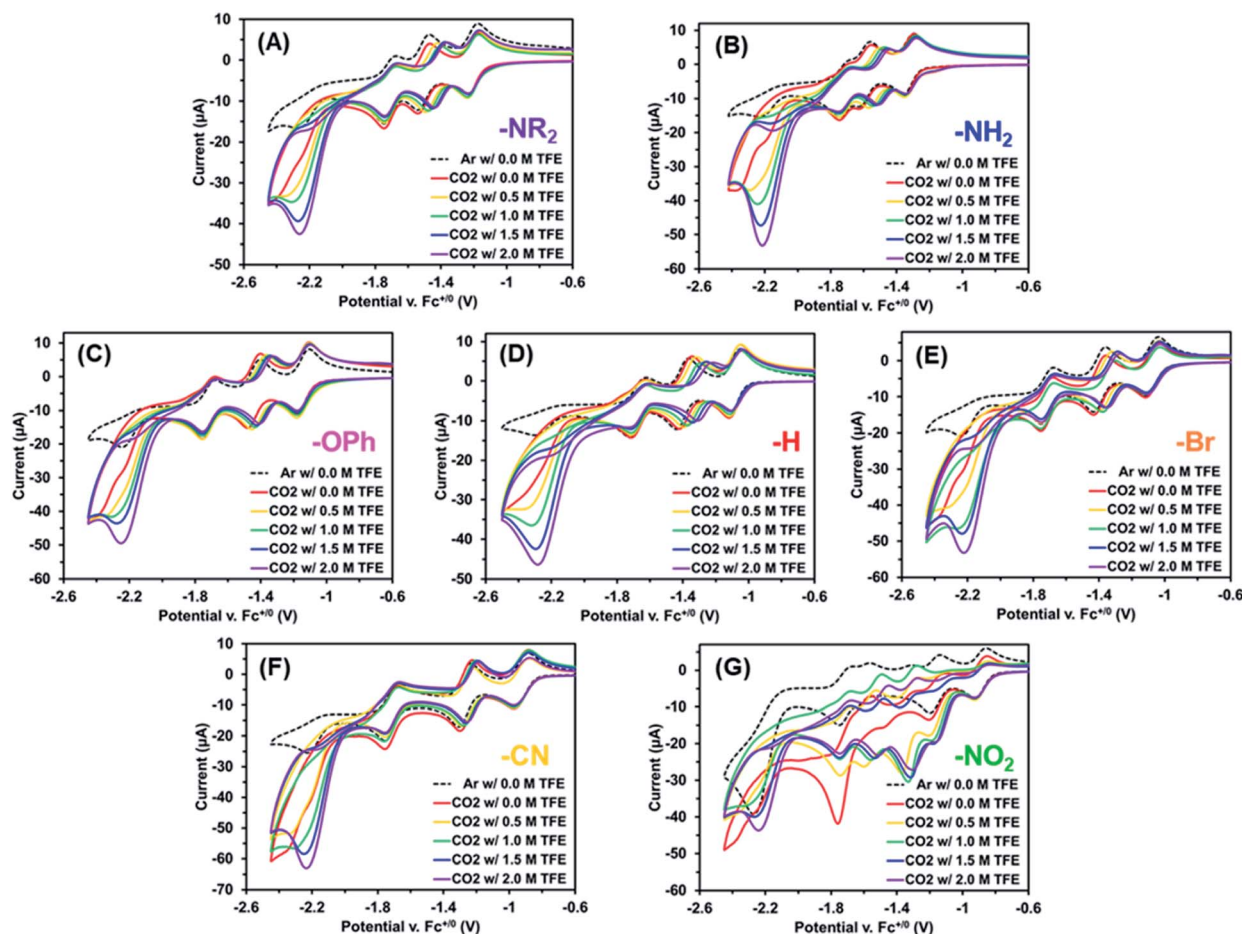 (A)
10
0
-10
-20
-30
-40
-50
Current (µA)
-NR2
Ar w/ 0.0 M TFE
CO2 w/ 0.0 M TFE
CO2 w/ 0.5 M TFE
CO2 w/ 1.0 M TFE
CO2 w/ 1.5 M TFE
CO2 w/ 2.0 M TFE
-2.6 -2.2 -1.8 -1.4 -1 -0.6
Potential v. Fc+/0 (V)
(B)
20
10
0
-10
-20
-30
-40
-50
-60
Current (µA)
-NH2
Ar w/ 0.0 M TFE
CO2 w/ 0.0 M TFE
CO2 w/ 0.5 M TFE
CO2 w/ 1.0 M TFE
CO2 w/ 1.5 M TFE
CO2 w/ 2.0 M TFE
-2.6 -2.2 -1.8 -1.4 -1 -0.6
Potential v. Fc+/0 (V)
(C)
20
10
0
-10
-20
-30
-40
-50
-60
Current (µA)
-OPh
Ar w/ 0.0 M TFE
CO2 w/ 0.0 M TFE
CO2 w/ 0.5 M TFE
CO2 w/ 1.0 M TFE
CO2 w/ 1.5 M TFE
CO2 w/ 2.0 M TFE
-2.6 -2.2 -1.8 -1.4 -1 -0.6
Potential v. Fc+/0 (V)
(D)
20
10
0
-10
-20
-30
-40
-50
Current (µA)
-H
Ar w/ 0.0 M TFE
CO2 w/ 0.0 M TFE
CO2 w/ 0.5 M TFE
CO2 w/ 1.0 M TFE
CO2 w/ 1.5 M TFE
CO2 w/ 2.0 M TFE
-2.6 -2.2 -1.8 -1.4 -1 -0.6
Potential v. Fc+/0 (V)
(E)
10
0
-10
-20
-30
-40
-50
-60
Current (µA)
-Br
Ar w/ 0.0 M TFE
CO2 w/ 0.0 M TFE
CO2 w/ 0.5 M TFE
CO2 w/ 1.0 M TFE
CO2 w/ 1.5 M TFE
CO2 w/ 2.0 M TFE
-2.6 -2.2 -1.8 -1.4 -1 -0.6
Potential v. Fc+/0 (V)
(F)
10
0
-10
-20
-30
-40
-50
-60
-70
Current (µA)
-CN
Ar w/ 0.0 M TFE
CO2 w/ 0.0 M TFE
CO2 w/ 0.5 M TFE
CO2 w/ 1.0 M TFE
CO2 w/ 1.5 M TFE
CO2 w/ 2.0 M TFE
-2.6 -2.2 -1.8 -1.4 -1 -0.6
Potential v. Fc+/0 (V)
(G)
10
0
-10
-20
-30
-40
-50
-60
Current (µA)
-NO2
Ar w/ 0.0 M TFE
CO2 w/ 0.0 M TFE
CO2 w/ 0.5 M TFE
CO2 w/ 1.0 M TFE
CO2 w/ 1.5 M TFE
CO2 w/ 2.0 M TFE
-2.6 -2.2 -1.8 -1.4 -1 -0.6
Potential v. Fc+/0 (V)